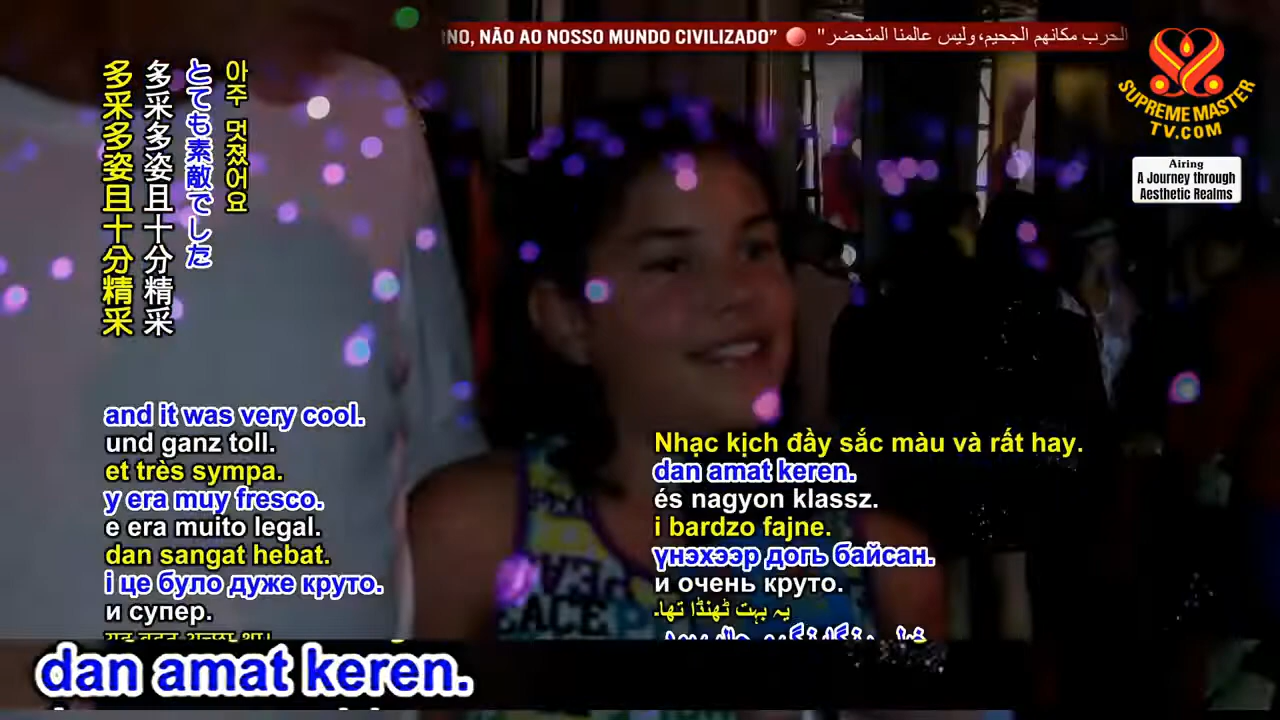 NO, NÃO AO NOSSO MUNDO CIVILIZADO” الحرب مكانهم الجحيم، وليس عالمنا المتحضر"
SUPREME MASTER
TV.COM
Airing
A Journey through
Aesthetic Realms
아주 멋졌어요
とても素敵でした
多采多姿且十分精采
多采多姿且十分精采
and it was very cool.
und ganz toll.
et très sympa.
y era muy fresco.
e era muito legal.
dan sangat hebat.
і це було дуже круто.
и супер.
यह बहुत अच्छा था।
Nhạc kịch đầy sắc màu và rất hay.
dan amat keren.
és nagyon klassz.
i bardzo fajne.
үнэхээр догь байсан.
и очень круто.
یہ بہت ٹھنڈا تھا۔
PEACE
dan amat keren.